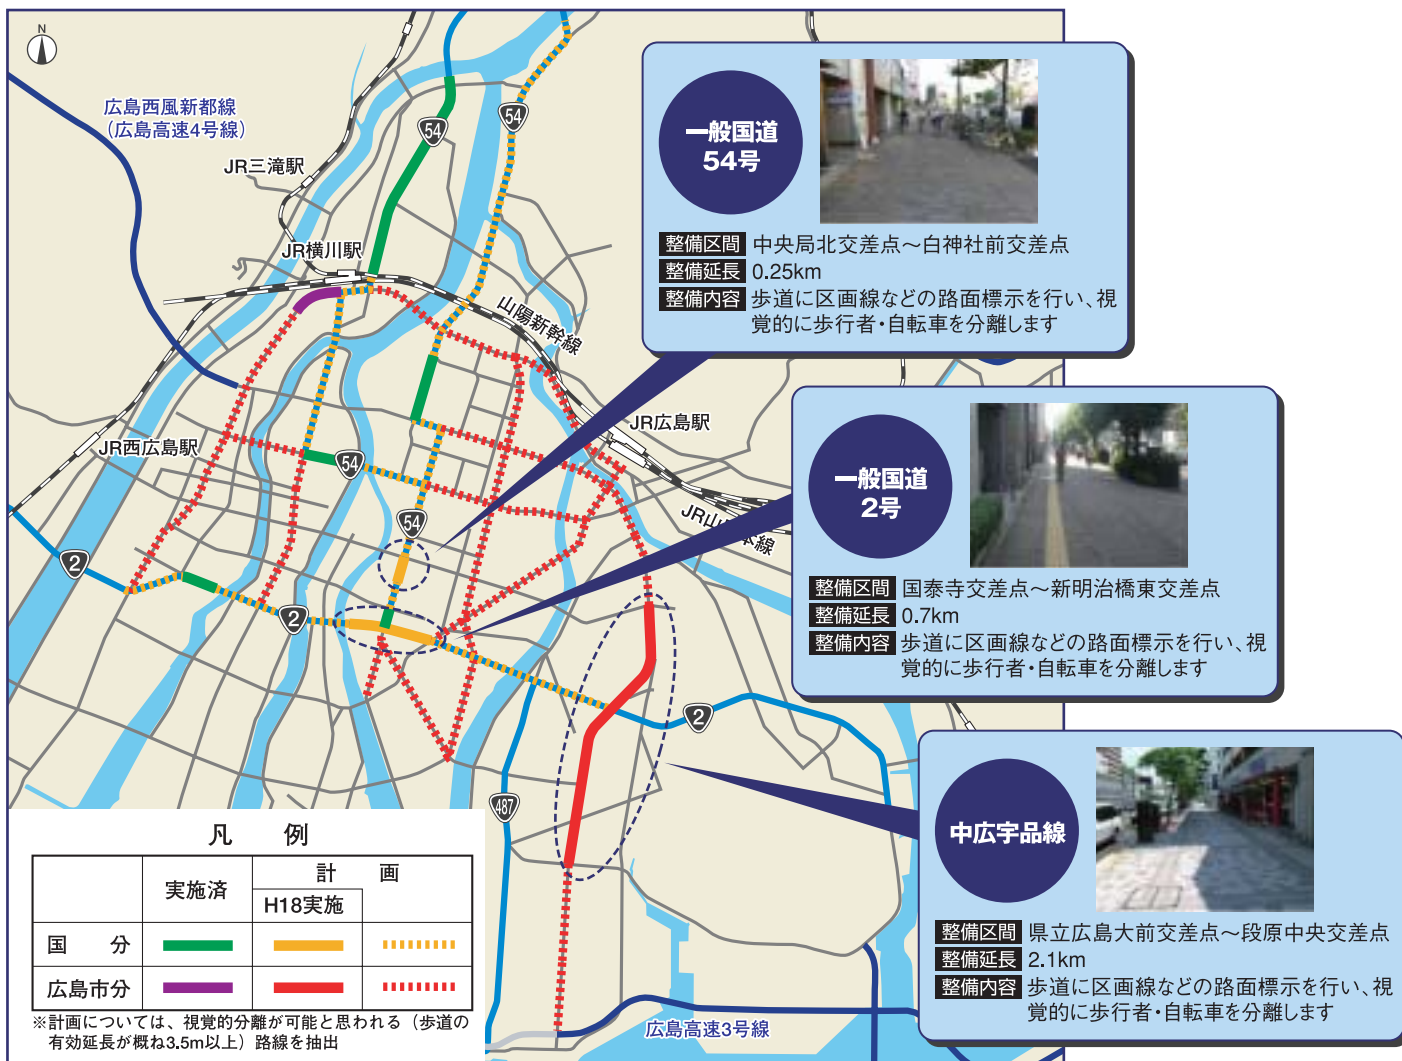 N
広島西風新都線
（広島高速4号線）
54
54
JR三滝駅
JR横川駅
山陽新幹線
JR西広島駅
54
JR広島駅
54
JR山
本線
2
2
2
487
広島高速3号線
一般国道
54号
整備区間 中央局北交差点～白神社前交差点
整備延長 0.25km
整備内容 歩道に区画線などの路面標示を行い、視
覚的に歩行者・自転車を分離します
一般国道
2号
整備区間 国泰寺交差点～新明治橋東交差点
整備延長 0.7km
整備内容 歩道に区画線などの路面標示を行い、視
覚的に歩行者・自転車を分離します
中広宇品線
整備区間 県立広島大前交差点～段原中央交差点
整備延長 2.1km
整備内容 歩道に区画線などの路面標示を行い、視
覚的に歩行者・自転車を分離します
凡 例
実施済 計 画
H18実施
国 分
広島市分
※計画については、視覚的分離が可能と思われる（歩道の
有効延長が概ね3.5m以上）路線を抽出